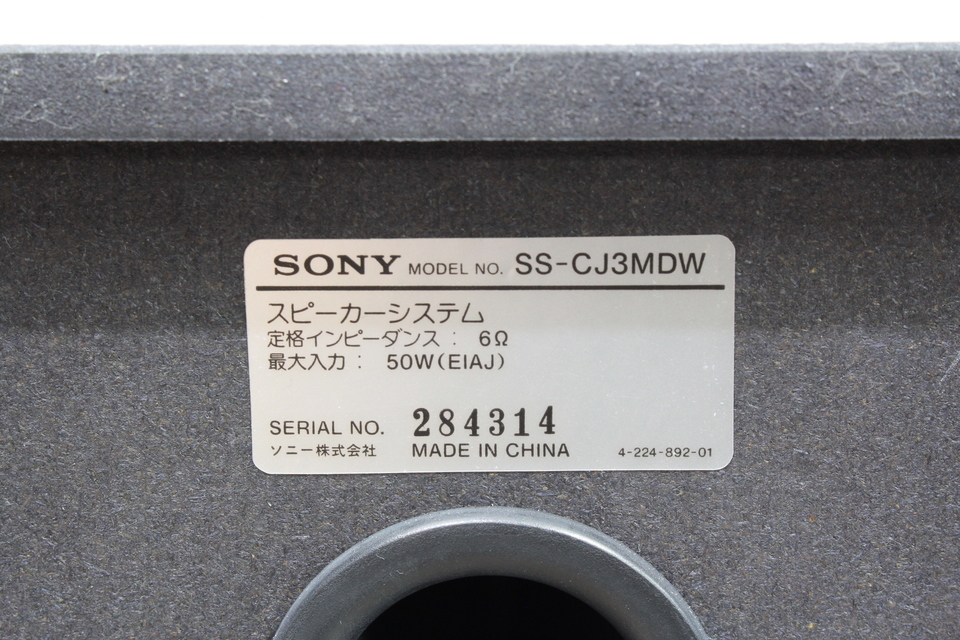 SONY MODEL NO. SS-CJ3MDW
スピーカーシステム
定格インピーダンス : 6Ω
最大入力 : 50W(EIAJ)
SERIAL NO. 284314
ソニー株式会社 MADE IN CHINA 4-224-892-01